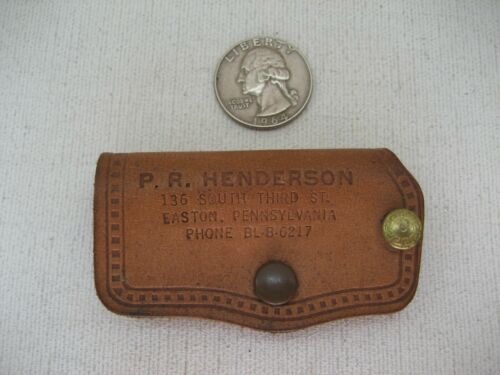 LIBERTY
IN GOD WE
TRUST
1964
P. R. HENDERSON
136 SOUTH THIRD ST.
EASTON, PENNSYLVANIA
PHONE BL-8-6217